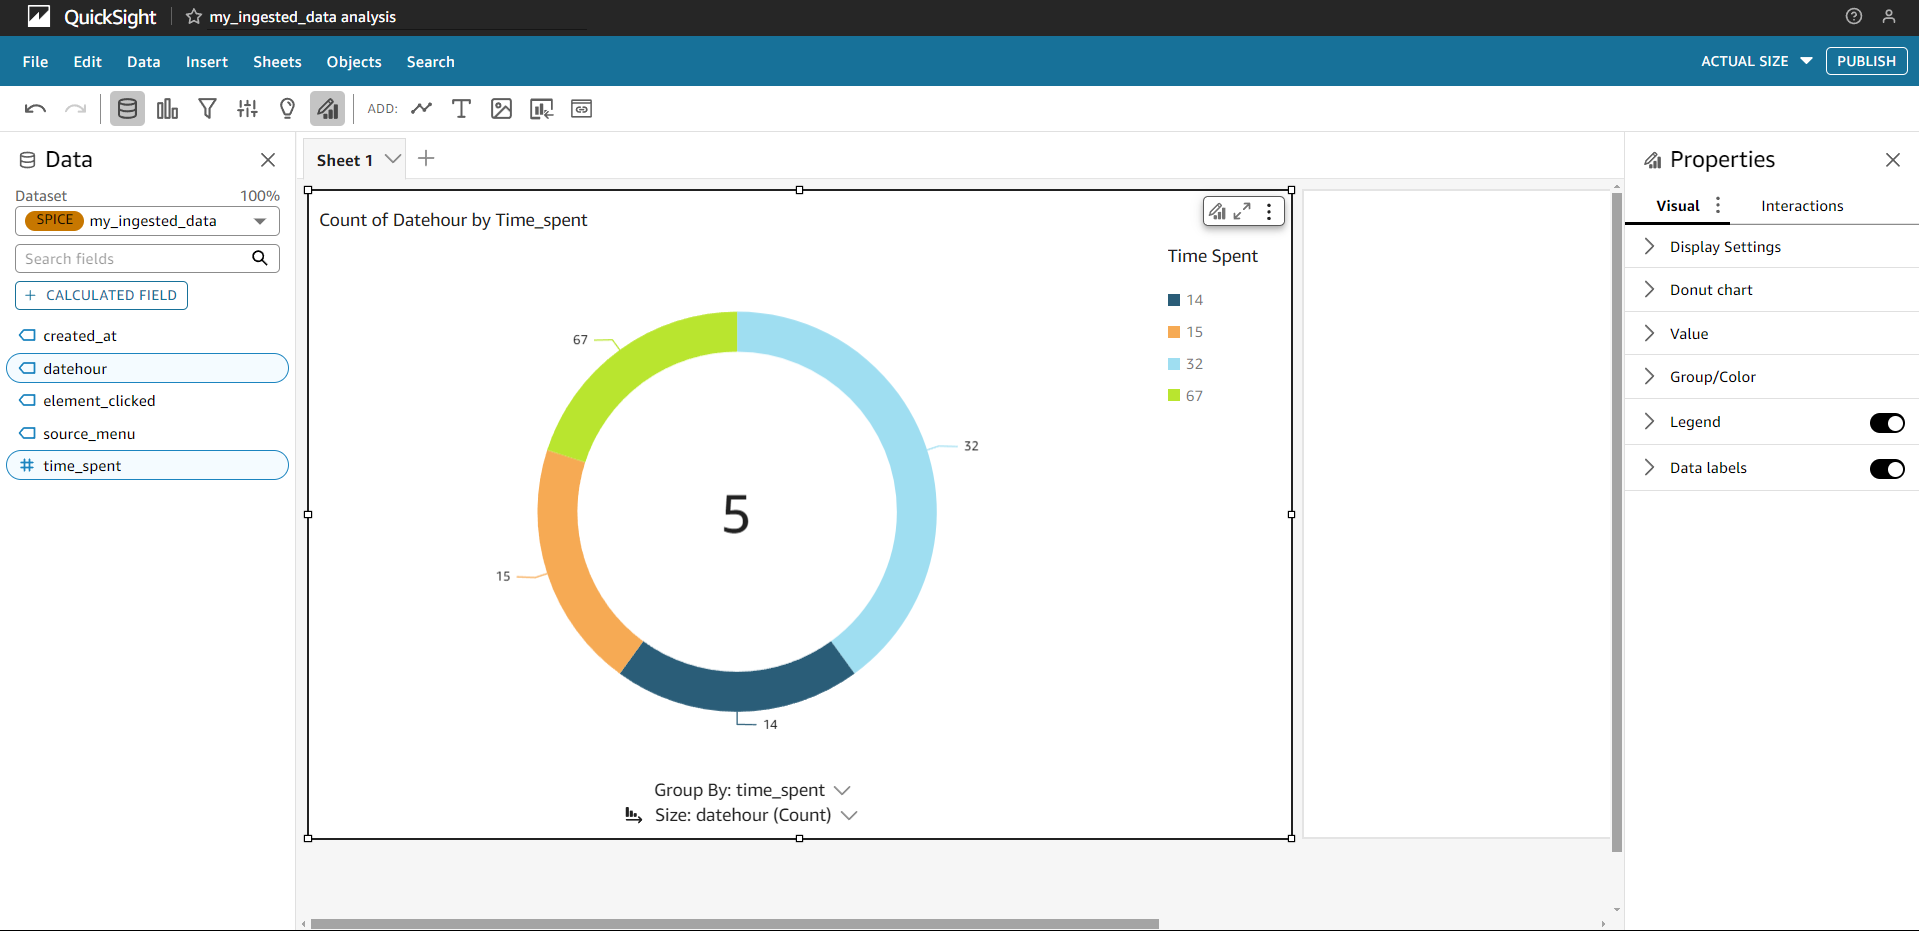 QuickSight my_ingested_data analysis
File Edit Data Insert Sheets Objects Search ACTUAL SIZE PUBLISH
ADD:
Data
Dataset 100%
SPICE my_ingested_data
Search fields
+ CALCULATED FIELD
created_at
datehour
element_clicked
source_menu
time_spent
Sheet 1
Count of Datehour by Time_spent
Time Spent
14
15
32
67
67
32
15
14
5
Group By: time_spent
Size: datehour (Count)
Properties
Visual Interactions
Display Settings
Donut chart
Value
Group/Color
Legend
Data labels